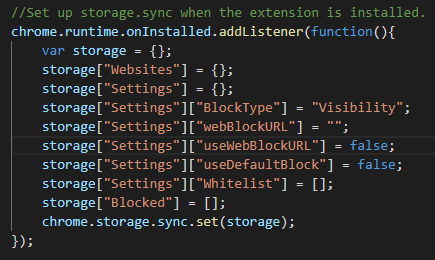 //Set up storage.sync when the extension is installed.
chrome.runtime.onInstalled.addListener(function(){
    var storage = {};
    storage["Websites"] = {};
    storage["Settings"] = {};
    storage["Settings"]["BlockType"] = "Visibility";
    storage["Settings"]["webBlockURL"] = "";
    storage["Settings"]["useWebBlockURL"] = false;
    storage["Settings"]["useDefaultBlock"] = false;
    storage["Settings"]["Whitelist"] = [];
    storage["Blocked"] = [];
    chrome.storage.sync.set(storage);
});